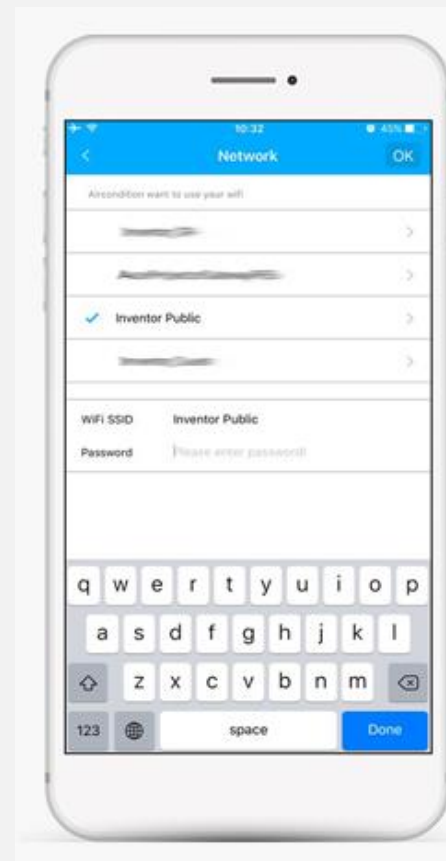 10:32
45%
Network
OK
Aircondition want to use your wifi
Inventor Public
WiFi SSID Inventor Public
Password Please enter password!
q w e r t y u i o p
a s d f g h j k l
z x c v b n m
123 space Done